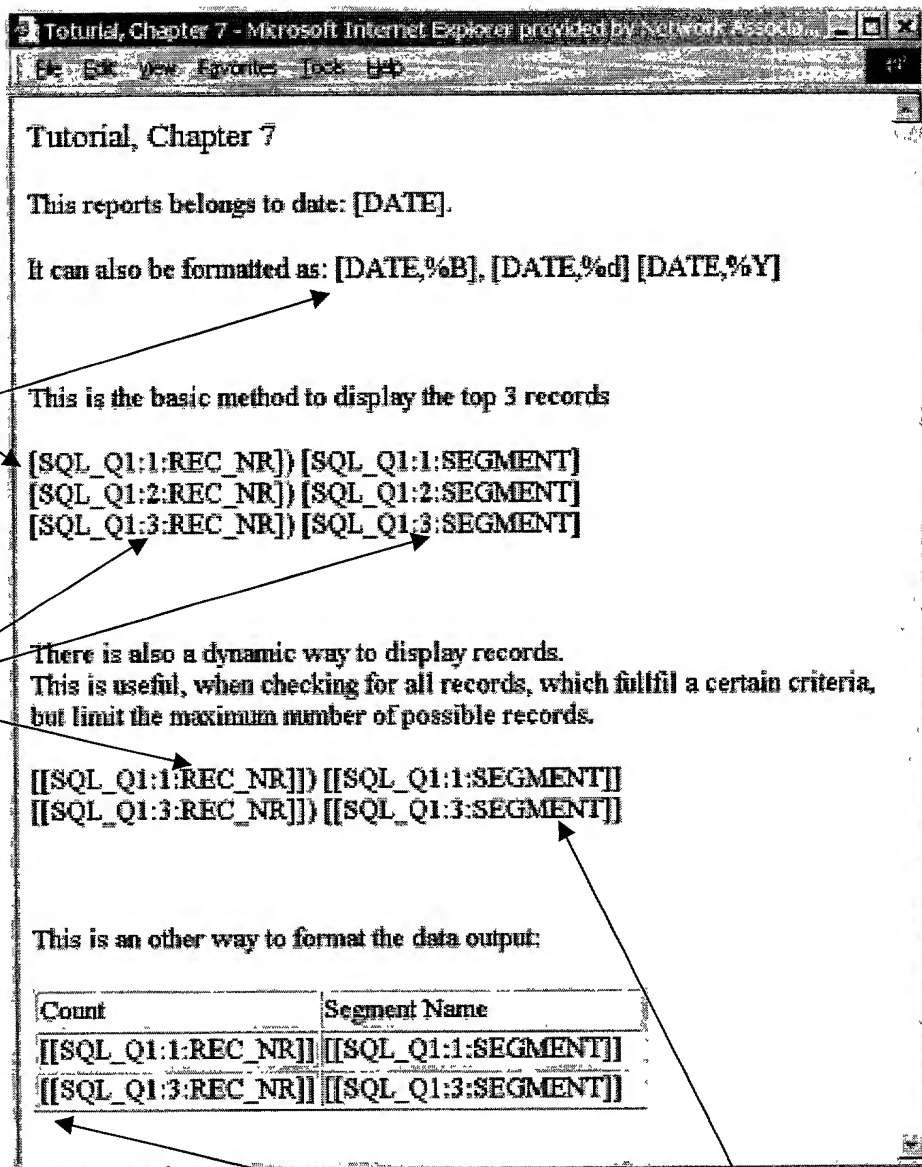 Toturial, Chapter 7 - Microsoft Internet Explorer provided by Network Associa...
File Edit View Favorites Tools Help
Tutorial, Chapter 7
This reports belongs to date: [DATE].
It can also be formatted as: [DATE,%B], [DATE,%d] [DATE,%Y]
This is the basic method to display the top 3 records
[SQL_Q1:1:REC_NR]) [SQL_Q1:1:SEGMENT]
[SQL_Q1:2:REC_NR]) [SQL_Q1:2:SEGMENT]
[SQL_Q1:3:REC_NR]) [SQL_Q1:3:SEGMENT]
There is also a dynamic way to display records.
This is useful, when checking for all records, which fullfil a certain criteria,
but limit the maximum number of possible records.
[[SQL_Q1:1:REC_NR]]) [[SQL_Q1:1:SEGMENT]]
[[SQL_Q1:3:REC_NR]]) [[SQL_Q1:3:SEGMENT]]
This is an other way to format the data output:
Count Segment Name
[[SQL_Q1:1:REC_NR]] [[SQL_Q1:1:SEGMENT]]
[[SQL_Q1:3:REC_NR]] [[SQL_Q1:3:SEGMENT]]